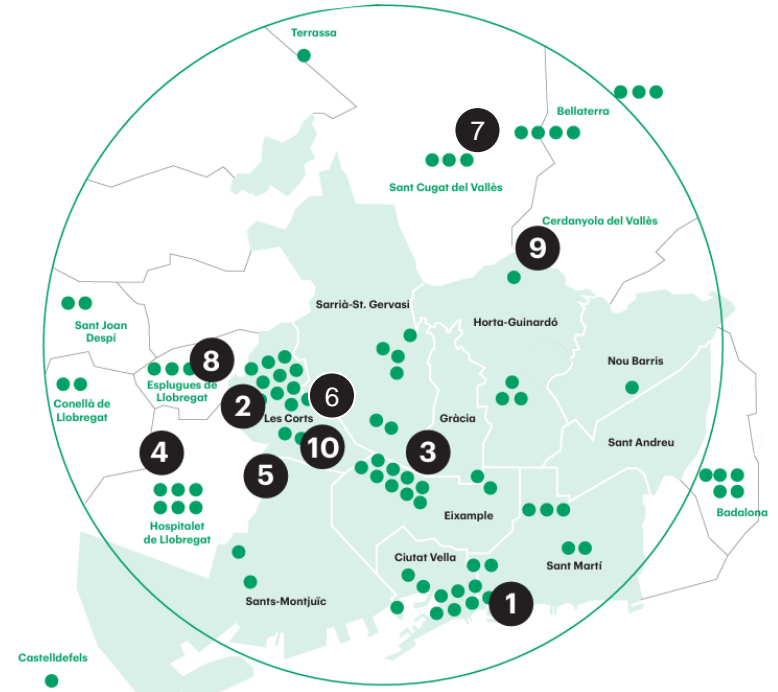 Terrassa
Bellaterra
7
Sant Cugat del Vallès
Cerdanyola del Vallès
9
Sarrià-St. Gervasi
Horta-Guinardó
Sant Joan
Despí
Nou Barris
8
Esplugues de
Llobregat
6
2
Conellà de
Llobregat
Les Corts
Gràcia
10
3
4
Sant Andreu
5
Badalona
Eixample
Hospitalet
de Llobregat
Ciutat Vella
Sant Martí
Sants-Montjuïc
1
Castelldefels